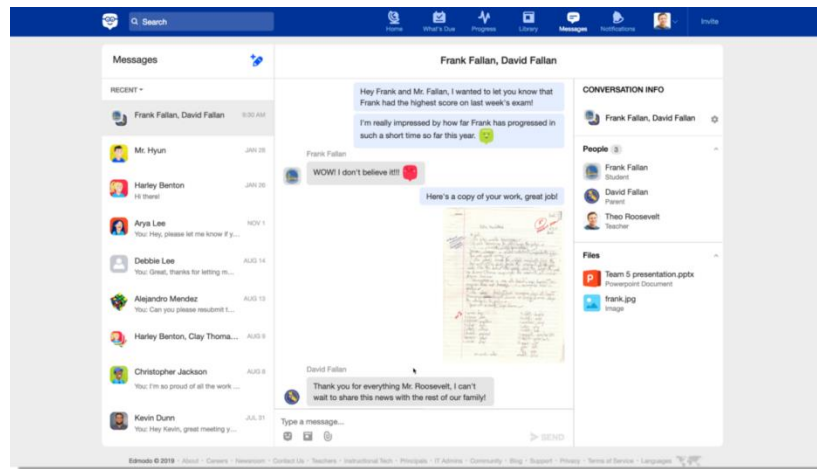 Search
Home
What's Due
Progress
Library
Messages
Notifications
Invite
Messages
RECENT
Frank Fallan, David Fallan
9:30 AM
Mr. Hyun
JAN 28
Harley Benton
JAN 26
Hi there!
Arya Lee
NOV 1
You: Hey, please let me know if y...
Debbie Lee
AUG 14
You: Great, thanks for letting m...
Alejandro Mendez
AUG 13
You: Can you please resubmit t...
Harley Benton, Clay Thoma...
AUG 9
Christopher Jackson
AUG 8
You: I'm so proud of all the work ...
Kevin Dunn
JUL 31
You: Hey Kevin, great meeting y...
Frank Fallan, David Fallan
Hey Frank and Mr. Fallan, I wanted to let you know that
Frank had the highest score on last week's exam!
I'm really impressed by how far Frank has progressed in
such a short time so far this year.
Frank Fallan
WOW! I don't believe it!!!
Here's a copy of your work, great job!
David Fallan
Thank you for everything Mr. Roosevelt, I can't
wait to share this news with the rest of our family!
Type a message...
SEND
CONVERSATION INFO
Frank Fallan, David Fallan
People 3
Frank Fallan
Student
David Fallan
Parent
Theo Roosevelt
Teacher
Files
P
Team 5 presentation.pptx
Powerpoint Document
frank.jpg
Image
Edmodo © 2019 · About · Careers · Newsroom · Contact Us · Teachers · Instructional Tech · Principals · IT Admins · Community · Blog · Support · Privacy · Terms of Service · Languages: